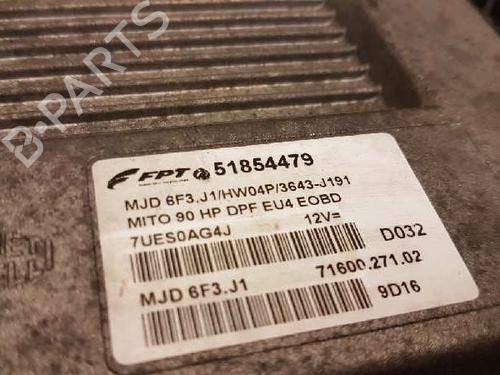 FPT 51854479
MJD 6F3.J1/HW04P/3643-J191
MITO 90 HP DPF EU4 EOBD
7UES0AG4J 12V=
D032
71600.271.02
MJD 6F3.J1
9D16
B-PARTS